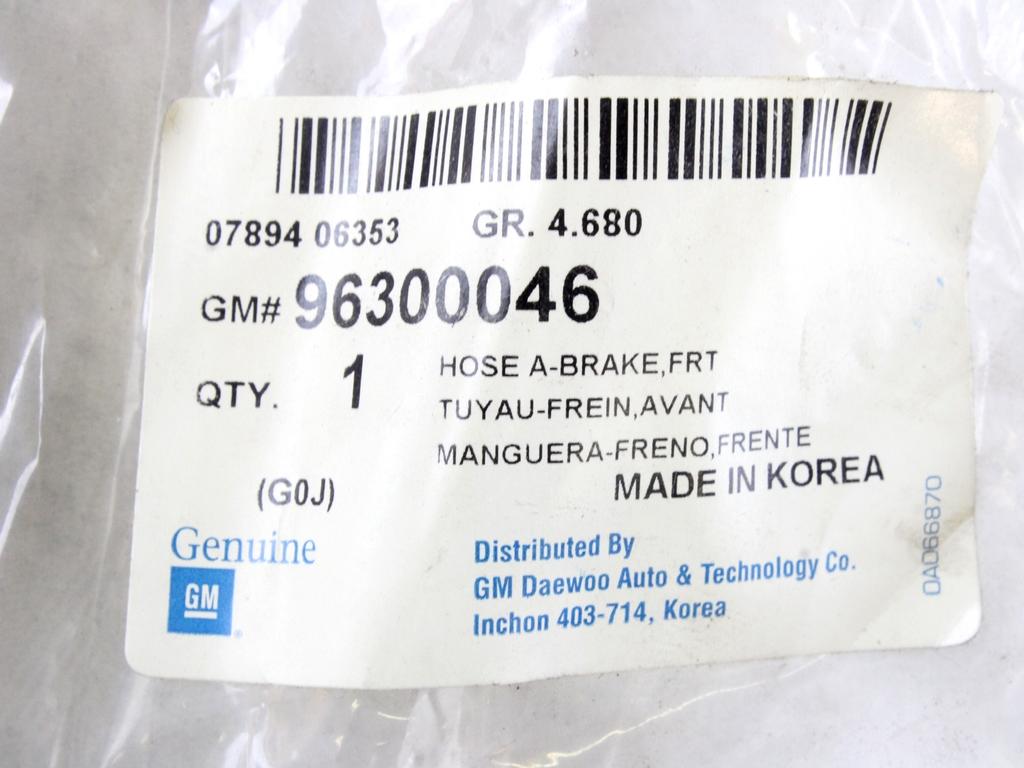 07894 06353 GR. 4.680
GM# 96300046
QTY. 1
HOSE A-BRAKE,FRT
TUYAU-FREIN,AVANT
MANGUERA-FRENO,FRENTE
MADE IN KOREA
(G0J)
Genuine
GM
Distributed By
GM Daewoo Auto & Technology Co.
Inchon 403-714, Korea
0A066870